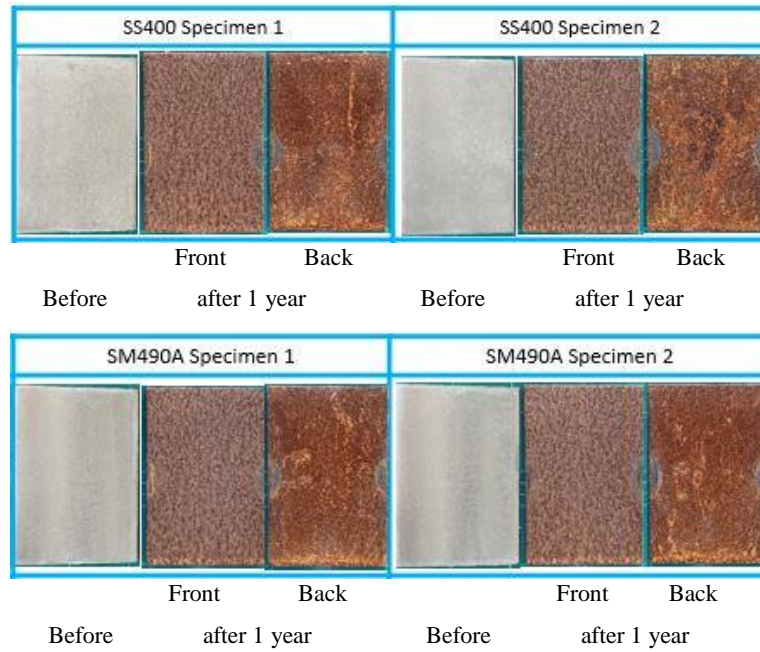 SS400 Specimen 1 SS400 Specimen 2
Front Back Front Back
Before after 1 year Before after 1 year
SM490A Specimen 1 SM490A Specimen 2
Front Back Front Back
Before after 1 year Before after 1 year